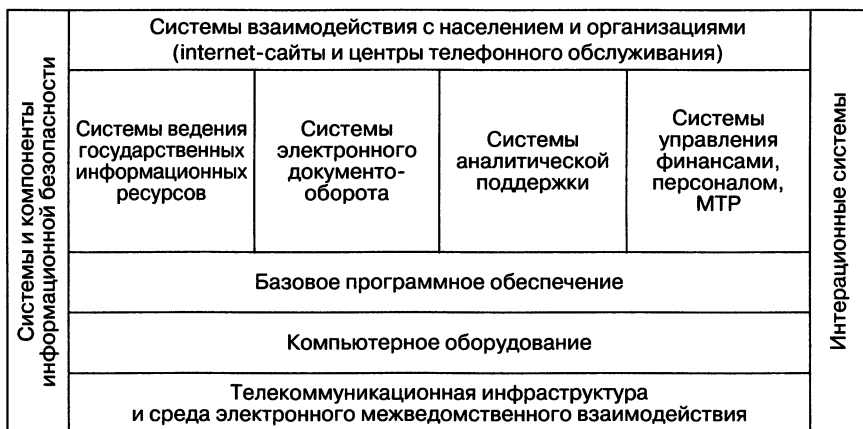 Системы и компоненты
информационной безопасности
Системы взаимодействия с населением и организациями
(internet-сайты и центры телефонного обслуживания)
Системы ведения
государственных
информационных
ресурсов
Системы
электронного
документо-
оборота
Системы
аналитической
поддержки
Системы
управления
финансами,
персоналом,
МТР
Базовое программное обеспечение
Компьютерное оборудование
Телекоммуникационная инфраструктура
и среда электронного межведомственного взаимодействия
Интерационные системы